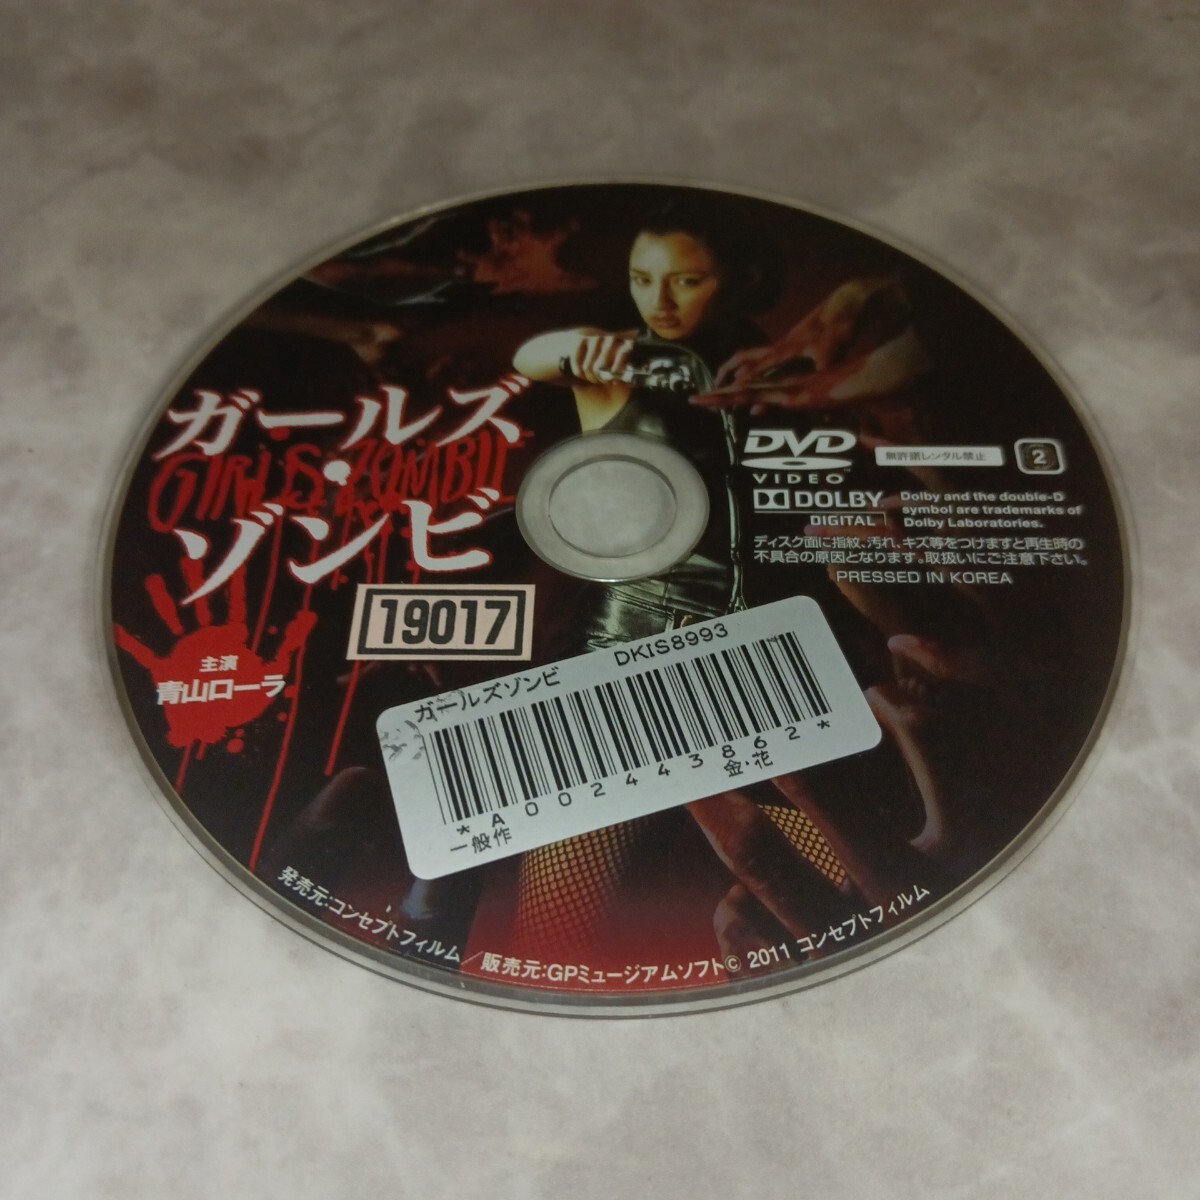 ガールズ・
GIRLS ZOMBIE
ゾンビ
19017
主演
青山ローラ
DVD
VIDEO
無許諾レンタル禁止
2
DOLBY
DIGITAL
Dolby and the double-D
symbol are trademarks of
Dolby Laboratories.
ディスク面に指紋、汚れ、キズ等をつけますと再生時の
不具合の原因となります。取扱いにご注意下さい。
PRESSED IN KOREA
ガールズゾンビ DKIS8993
*A002443862*
一般作 金・花
発売元:コンセプトフィルム/販売元:GPミュージアムソフト© 2011 コンセプトフィルム